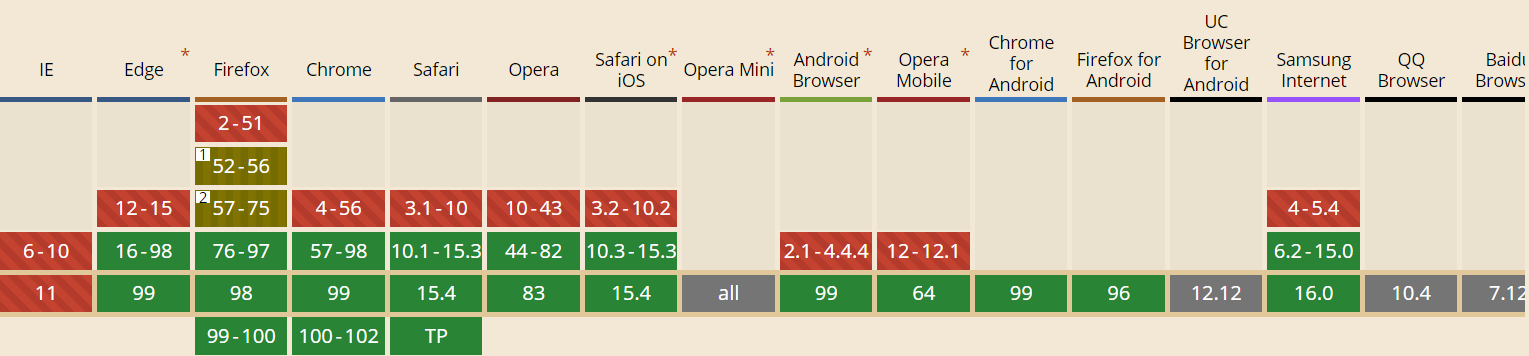 IE
Edge *
Firefox
Chrome
Safari
Opera
Safari on *
iOS
Opera Mini *
Android *
Browser
Opera *
Mobile
Chrome
for
Android
Firefox for
Android
UC
Browser
for
Android
Samsung
Internet
QQ
Browser
Baidu
Brows
2-51
1 52-56
12-15 2 57-75 4-56 3.1-10 10-43 3.2-10.2 4-5.4
6-10 16-98 76-97 57-98 10.1-15.3 44-82 10.3-15.3 2.1-4.4.4 12-12.1 6.2-15.0
11 99 98 99 15.4 83 15.4 all 99 64 99 96 12.12 16.0 10.4 7.12
99-100 100-102 TP